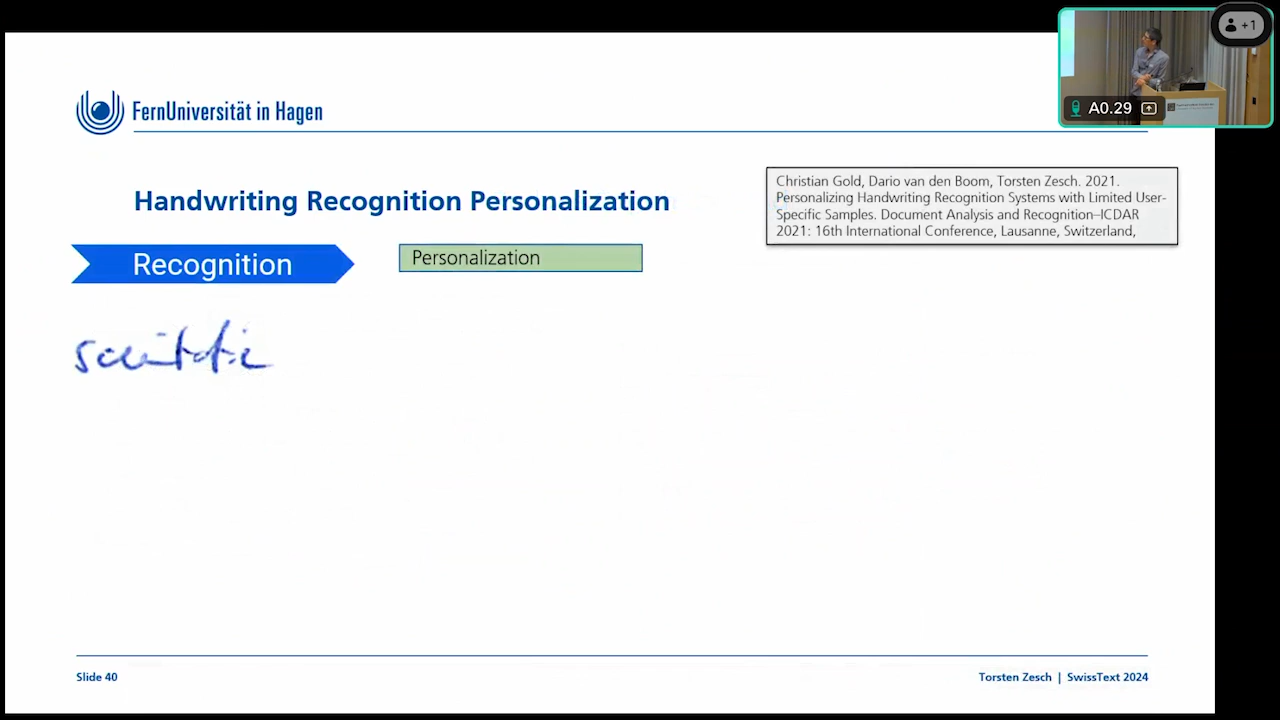 +1
A0.29
FernUniversität in Hagen
Handwriting Recognition Personalization
Christian Gold, Dario van den Boom, Torsten Zesch. 2021.
Personalizing Handwriting Recognition Systems with Limited User-
Specific Samples. Document Analysis and Recognition–ICDAR
2021: 16th International Conference, Lausanne, Switzerland,
Recognition
Personalization
Slide 40
Torsten Zesch | SwissText 2024